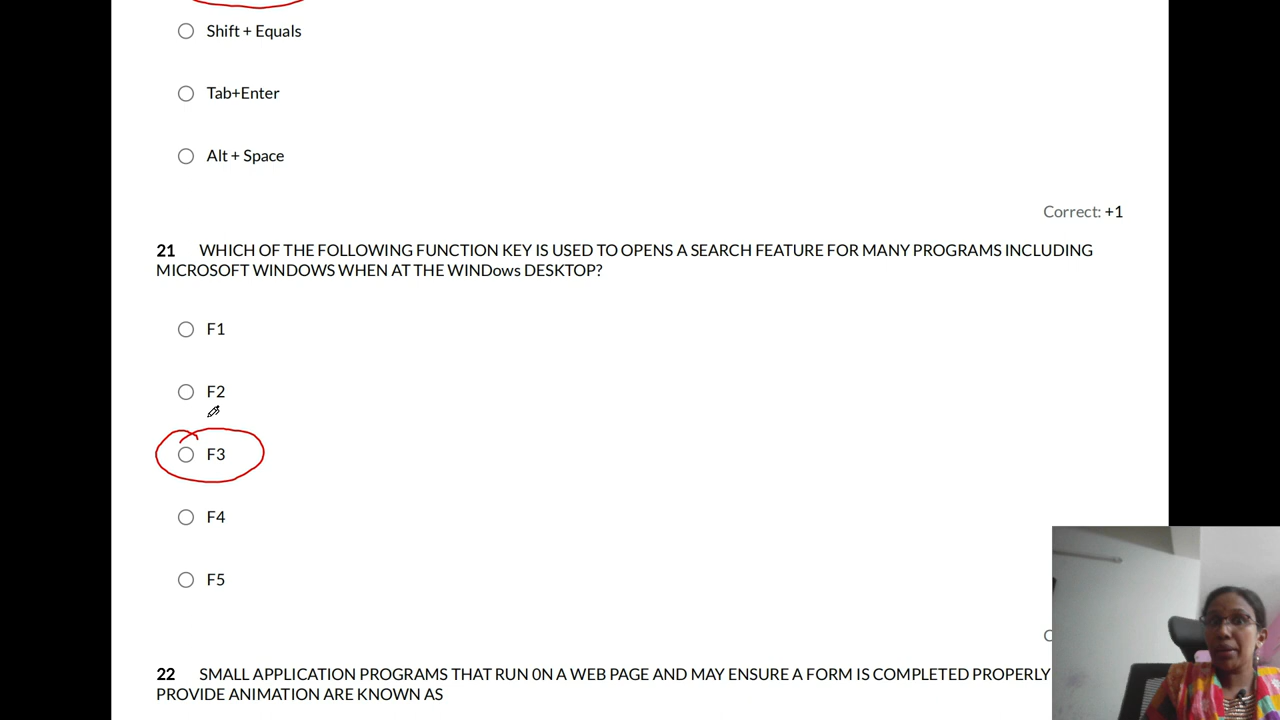 Shift + Equals
Tab+Enter
Alt + Space
Correct: +1
21 WHICH OF THE FOLLOWING FUNCTION KEY IS USED TO OPENS A SEARCH FEATURE FOR MANY PROGRAMS INCLUDING
MICROSOFT WINDOWS WHEN AT THE WINDows DESKTOP?
F1
F2
F3
F4
F5
22 SMALL APPLICATION PROGRAMS THAT RUN 0N A WEB PAGE AND MAY ENSURE A FORM IS COMPLETED PROPERLY
PROVIDE ANIMATION ARE KNOWN AS